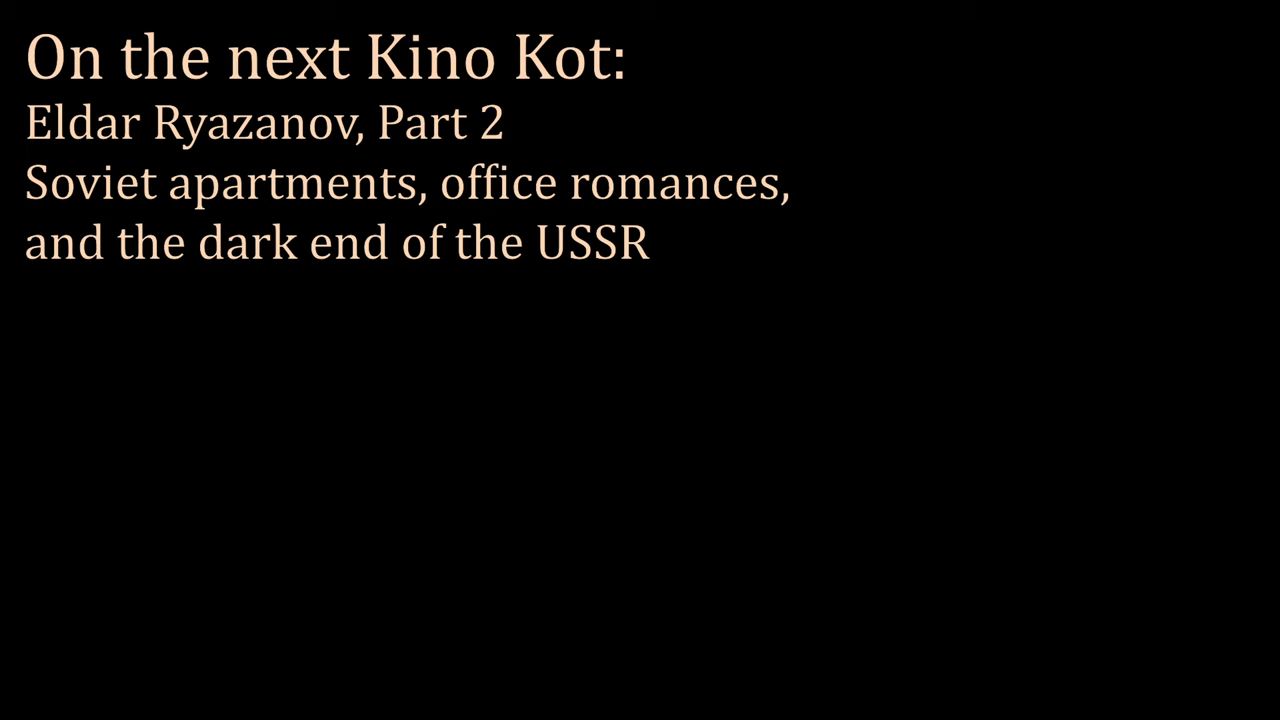 On the next Kino Kot:
Eldar Ryazanov, Part 2
Soviet apartments, office romances,
and the dark end of the USSR